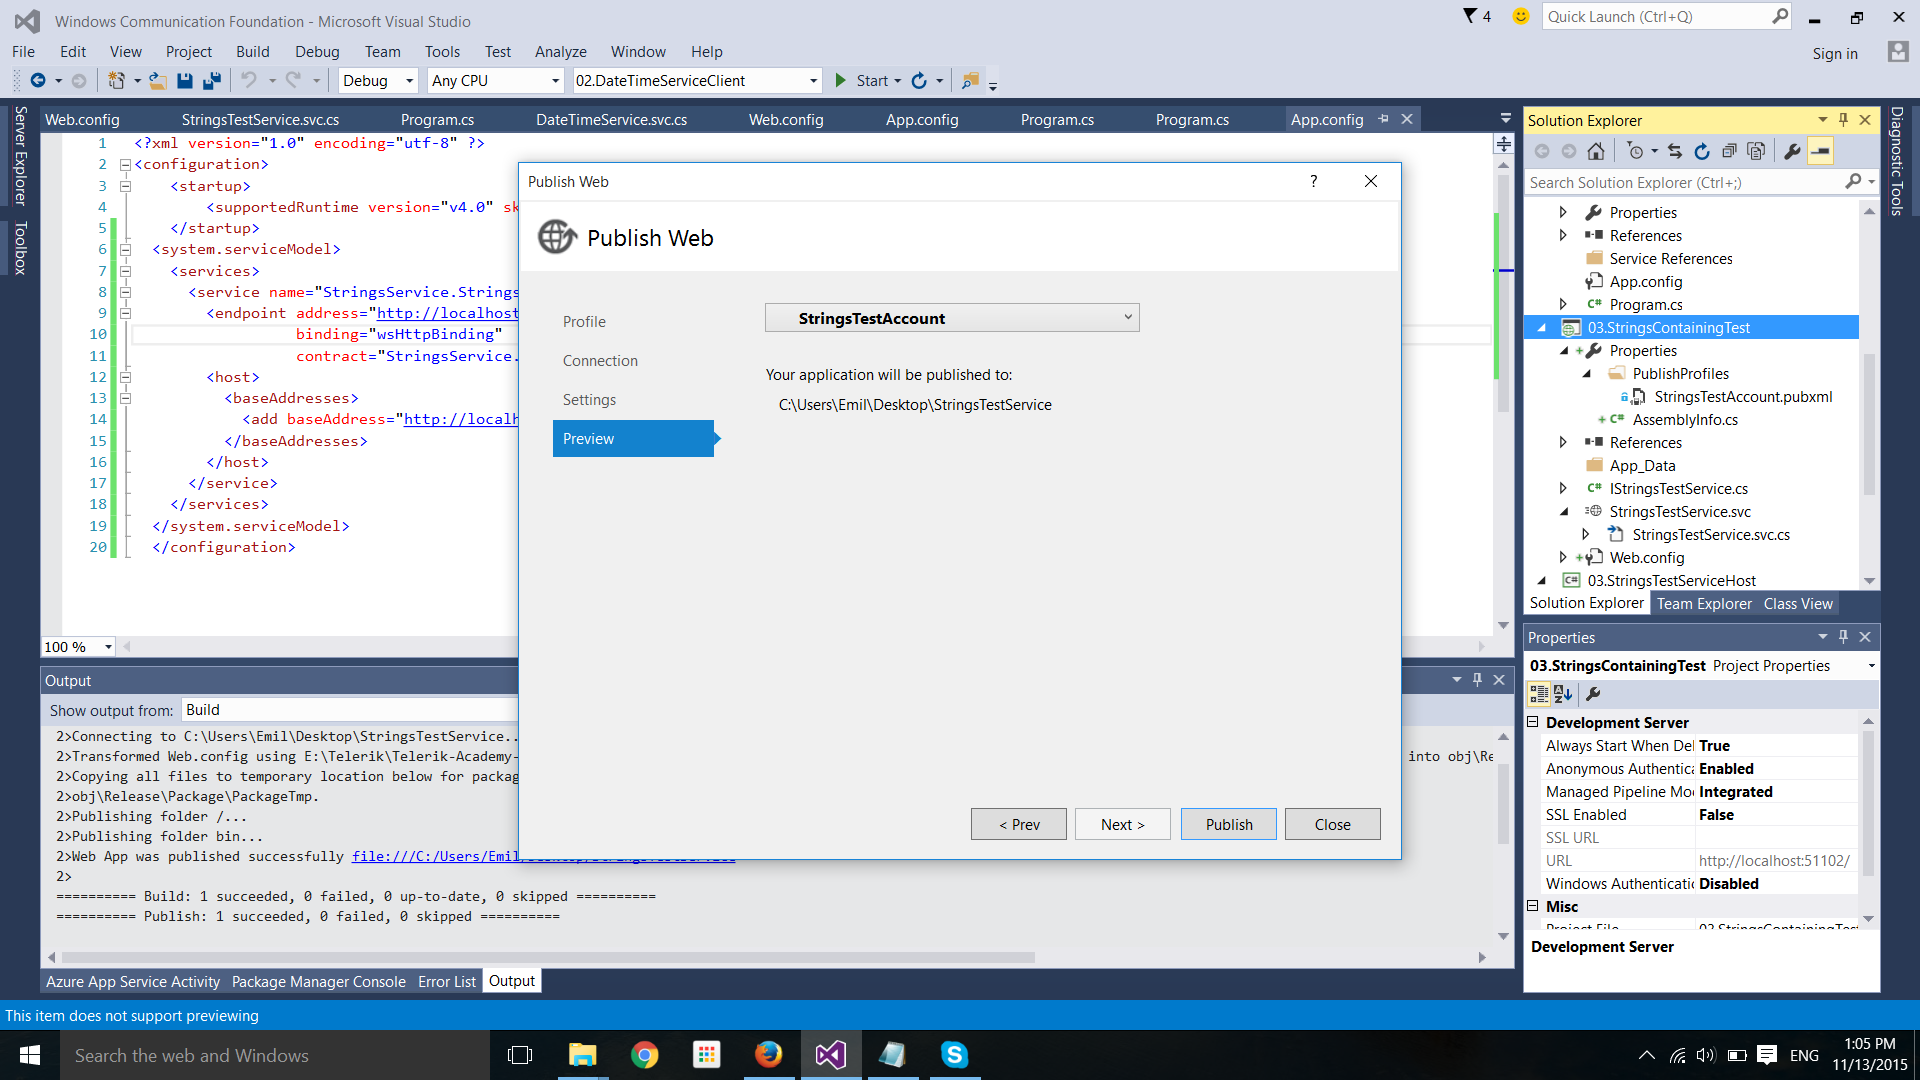 Windows Communication Foundation - Microsoft Visual Studio
4
Quick Launch (Ctrl+Q)
File Edit View Project Build Debug Team Tools Test Analyze Window Help
Sign in
Debug Any CPU 02.DateTimeServiceClient Start
Server Explorer
Toolbox
Web.config StringsTestService.svc.cs Program.cs DateTimeService.svc.cs Web.config App.config Program.cs Program.cs App.config
1 <?xml version="1.0" encoding="utf-8" ?>
2 <configuration>
3 <startup>
4 <supportedRuntime version="v4.0" sk
5 </startup>
6 <system.serviceModel>
7 <services>
8 <service name="StringsService.Strings
9 <endpoint address="http://localhost
10 binding="wsHttpBinding"
11 contract="StringsService.
12 <host>
13 <baseAddresses>
14 <add baseAddress="http://localh
15 </baseAddresses>
16 </host>
17 </service>
18 </services>
19 </system.serviceModel>
20 </configuration>
100 %
Publish Web
?
Publish Web
Profile
Connection
Settings
Preview
StringsTestAccount
Your application will be published to:
C:\Users\Emil\Desktop\StringsTestService
< Prev Next > Publish Close
Output
Show output from: Build
2>Connecting to C:\Users\Emil\Desktop\StringsTestService..
2>Transformed Web.config using E:\Telerik\Telerik-Academy- into obj\Re
2>Copying all files to temporary location below for packag
2>obj\Release\Package\PackageTmp.
2>Publishing folder /...
2>Publishing folder bin...
2>Web App was published successfully file:///C:/Users/Emil/Desktop/StringsTestService
2>
========== Build: 1 succeeded, 0 failed, 0 up-to-date, 0 skipped ==========
========== Publish: 1 succeeded, 0 failed, 0 skipped ==========
Azure App Service Activity Package Manager Console Error List Output
Solution Explorer
Search Solution Explorer (Ctrl+;)
Properties
References
Service References
App.config
C# Program.cs
03.StringsContainingTest
Properties
PublishProfiles
StringsTestAccount.pubxml
C# AssemblyInfo.cs
References
App_Data
C# IStringsTestService.cs
StringsTestService.svc
StringsTestService.svc.cs
Web.config
C# 03.StringsTestServiceHost
Solution Explorer Team Explorer Class View
Diagnostic Tools
Properties
03.StringsContainingTest Project Properties
Development Server
Always Start When Del True
Anonymous Authentica Enabled
Managed Pipeline Mo Integrated
SSL Enabled False
SSL URL
URL http://localhost:51102/
Windows Authenticatic Disabled
Misc
Project File 03.StringsContainingTest
Development Server
This item does not support previewing
Search the web and Windows
ENG
1:05 PM
11/13/2015